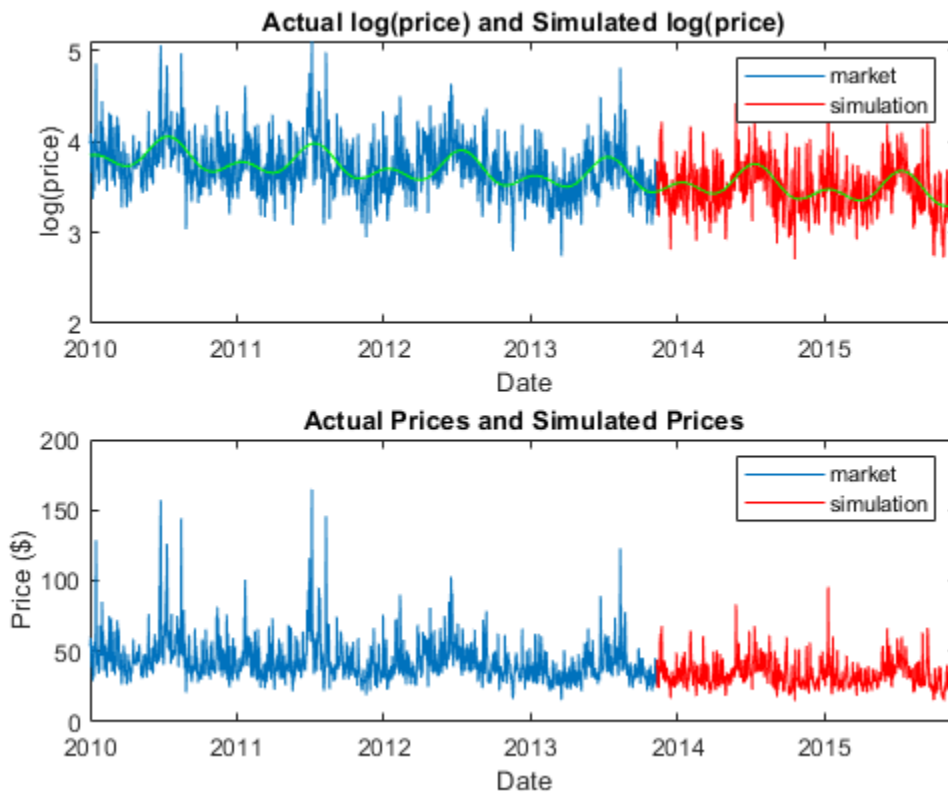 Actual log(price) and Simulated log(price)
5
4
3
2
log(price)
market
simulation
2010 2011 2012 2013 2014 2015
Date
Actual Prices and Simulated Prices
200
150
100
50
0
Price ($)
market
simulation
2010 2011 2012 2013 2014 2015
Date